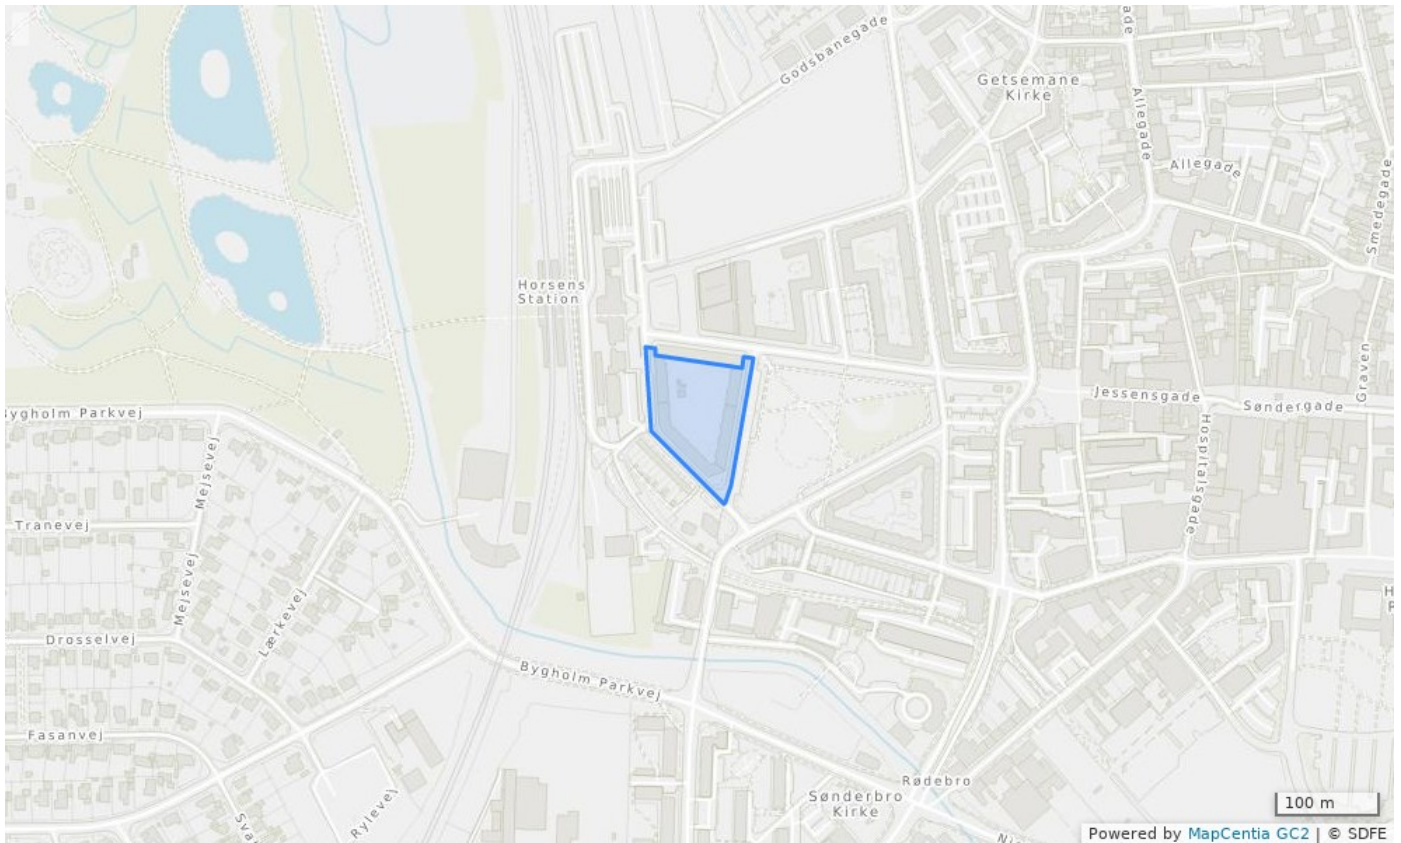 Godsbanegade
Getsemane
Kirke
Allegade
Allegade
Smedegade
Horsens
Station
Graven
Jessensgade
Søndergade
Hospitalsgade
Bygholm Parkvej
Mejsevej
Tranevej
Mejsevej
Lærkevej
Drosselvej
Bygholm Parkvej
Fasanvej
Rylevej
Rødebro
Sønderbro
Kirke
100 m
Powered by MapCentia GC2 | © SDFE